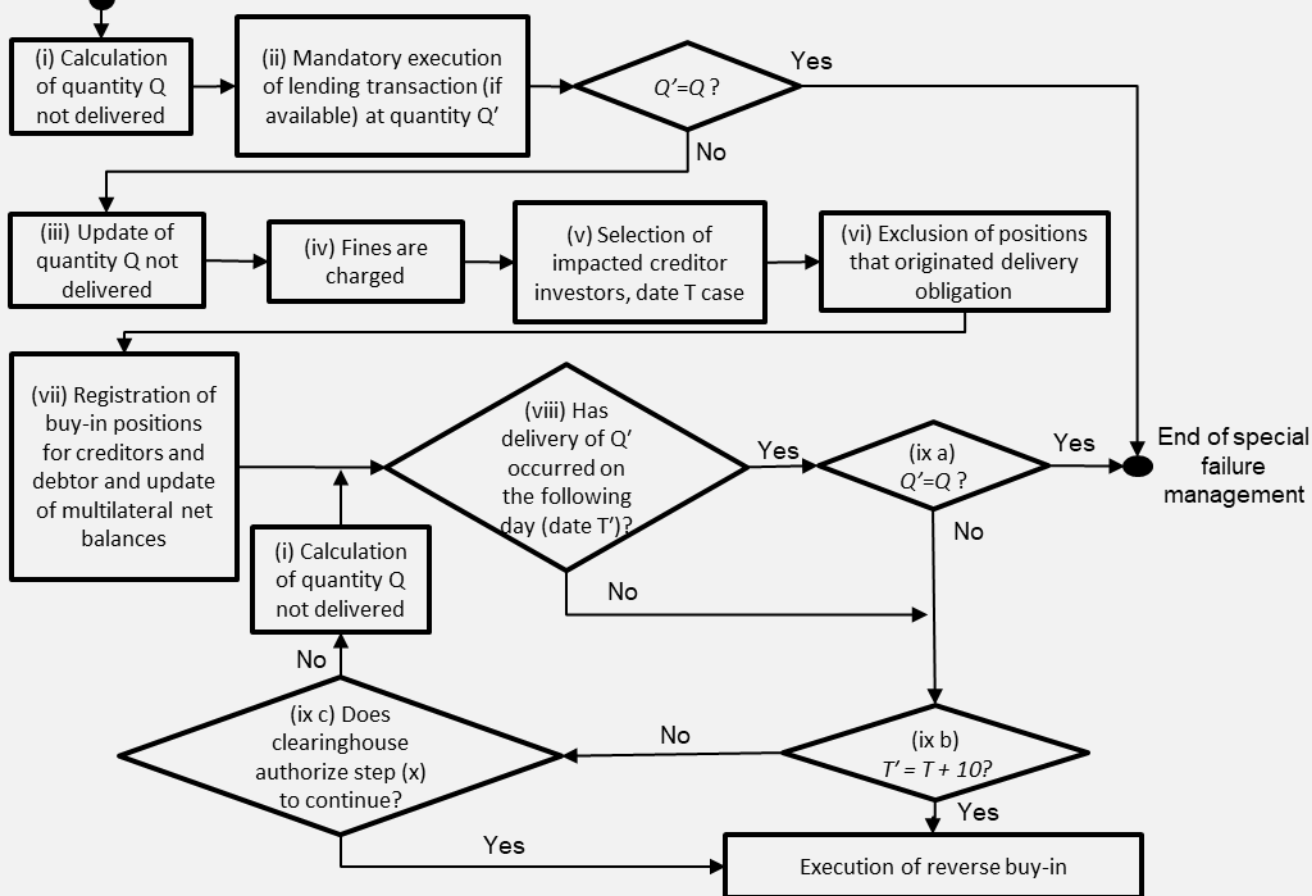 (i) Calculation
of quantity Q
not delivered
(ii) Mandatory execution
of lending transaction (if
available) at quantity Q’
Q’=Q ?
Yes
No
(iii) Update of
quantity Q not
delivered
(iv) Fines are
charged
(v) Selection of
impacted creditor
investors, date T case
(vi) Exclusion of positions
that originated delivery
obligation
(vii) Registration of
buy-in positions
for creditors and
debtor and update
of multilateral net
balances
(viii) Has
delivery of Q’
occurred on
the following
day (date T’)?
Yes
No
(ix a)
Q’=Q ?
Yes
No
End of special
failure
management
(i) Calculation
of quantity Q
not delivered
No
(ix c) Does
clearinghouse
authorize step (x)
to continue?
Yes
No
(ix b)
T’ = T + 10?
Yes
Execution of reverse buy-in